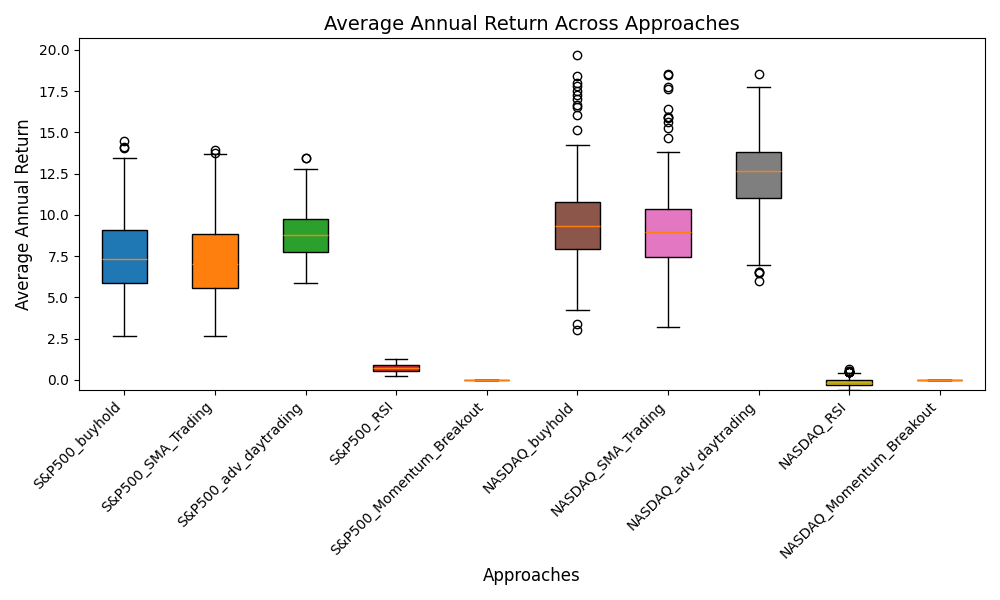 Average Annual Return Across Approaches
Average Annual Return
20.0
17.5
15.0
12.5
10.0
7.5
5.0
2.5
0.0
S&P500_buyhold
S&P500_SMA_Trading
S&P500_adv_daytrading
S&P500_RSI
S&P500_Momentum_Breakout
NASDAQ_buyhold
NASDAQ_SMA_Trading
NASDAQ_adv_daytrading
NASDAQ_RSI
NASDAQ_Momentum_Breakout
Approaches